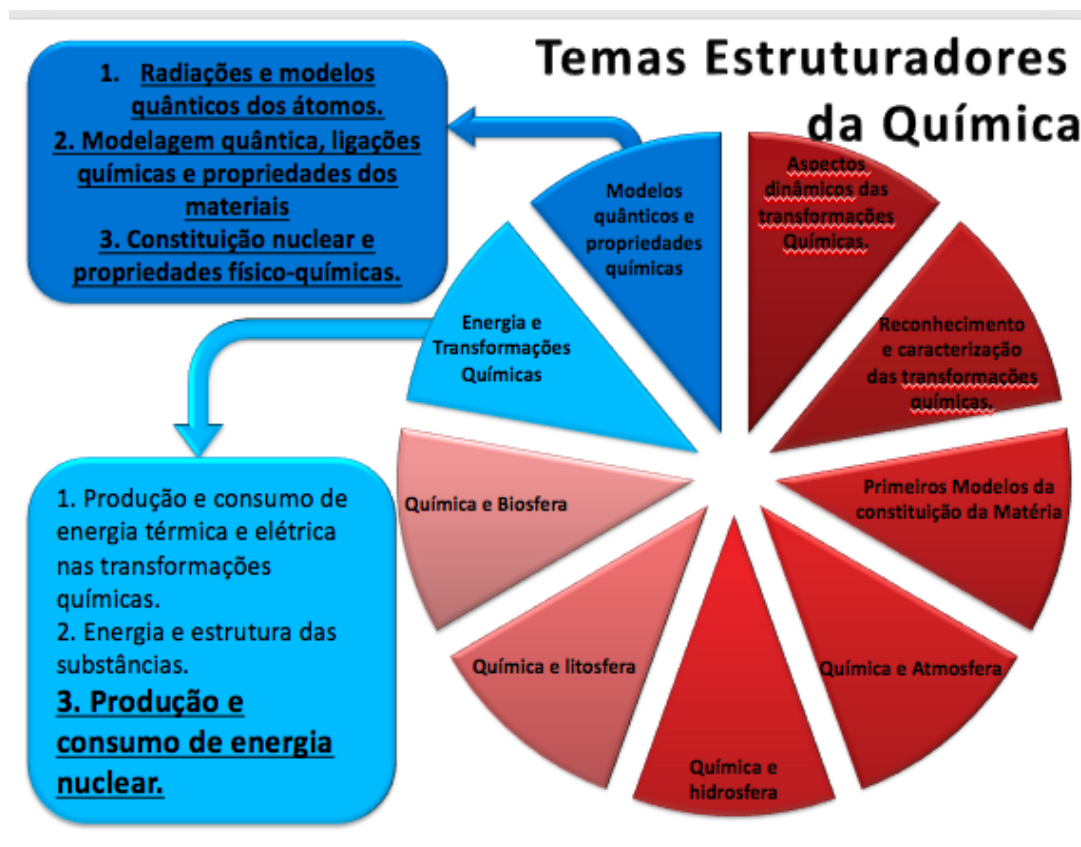 Temas Estruturadores
da Química
1. Radiações e modelos
quânticos dos átomos.
2. Modelagem quântica, ligações
químicas e propriedades dos
materiais
3. Constituição nuclear e
propriedades físico-químicas.
Modelos
quânticos e
propriedades
químicas
Aspectos
dinâmicos das
transformações
Químicas.
Energia e
Transformações
Químicas
Reconhecimento
e caracterização
das transformações
químicas.
Química e Biosfera
Primeiros Modelos da
constituição da Matéria
1. Produção e consumo de
energia térmica e elétrica
nas transformações
químicas.
2. Energia e estrutura das
substâncias.
3. Produção e
consumo de energia
nuclear.
Química e litosfera
Química e Atmosfera
Química e
hidrosfera